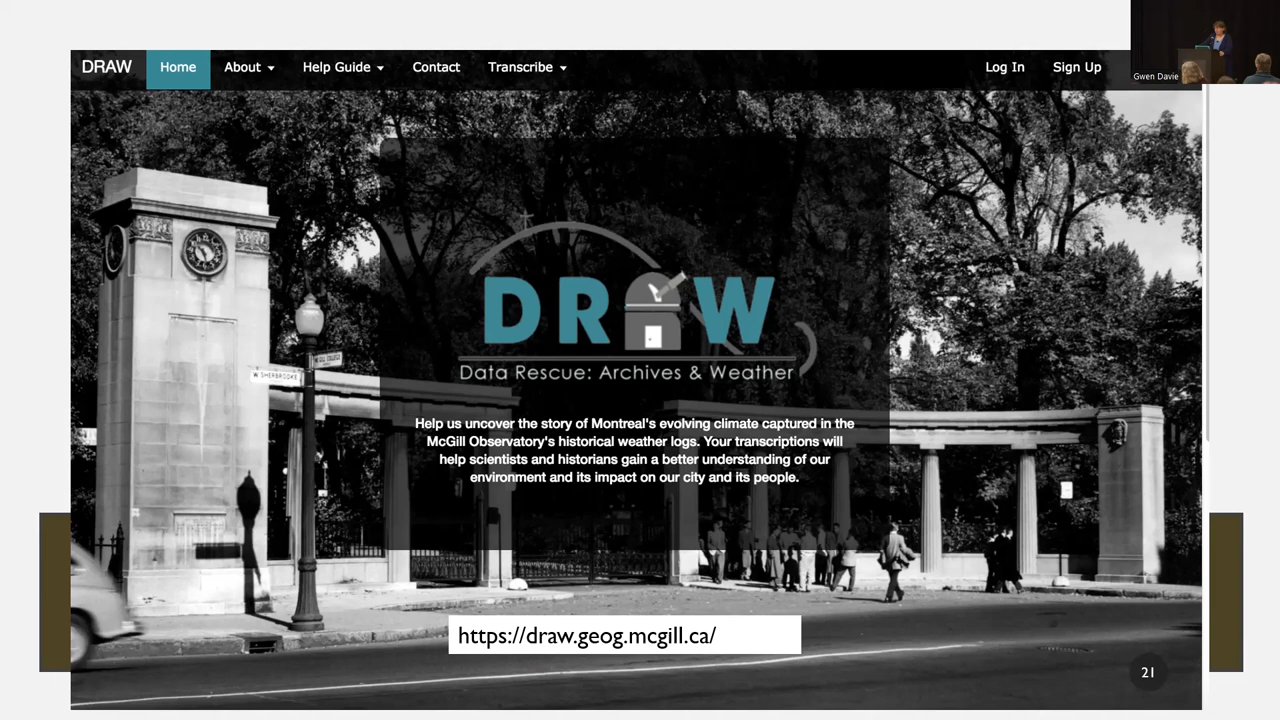 DRAW Home About Help Guide Contact Transcribe Log In Sign Up
Gwen Davie
DRAW
Data Rescue: Archives & Weather
McGILL COLLEGE
W. SHERBROOKE
Help us uncover the story of Montreal's evolving climate captured in the
McGill Observatory's historical weather logs. Your transcriptions will
help scientists and historians gain a better understanding of our
environment and its impact on our city and its people.
https://draw.geog.mcgill.ca/
21